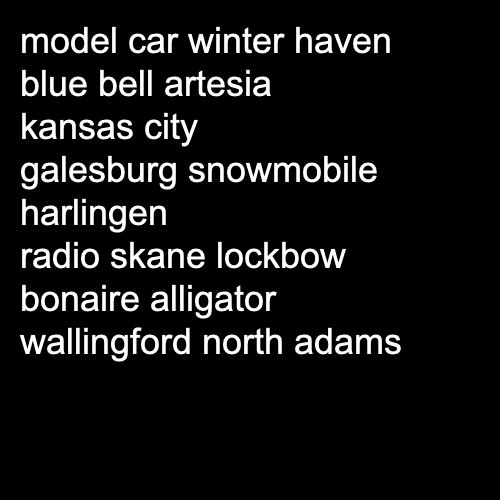 model car winter haven
blue bell artesia
kansas city
galesburg snowmobile
harlingen
radio skane lockbow
bonaire alligator
wallingford north adams